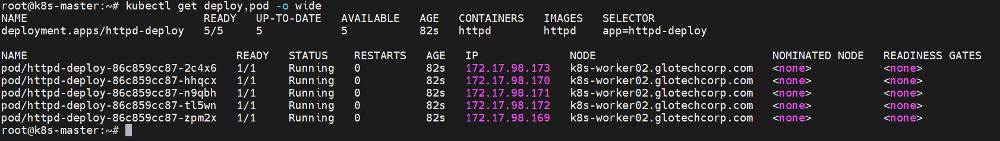 root@k8s-master:~# kubectl get deploy,pod -o wide
NAME                           READY   UP-TO-DATE   AVAILABLE   AGE   CONTAINERS   IMAGES   SELECTOR
deployment.apps/httpd-deploy   5/5     5            5           82s   httpd        httpd    app=httpd-deploy

NAME                                READY   STATUS    RESTARTS   AGE   IP              NODE                           NOMINATED NODE   READINESS GATES
pod/httpd-deploy-86c859cc87-2c4x6   1/1     Running   0          82s   172.17.98.173   k8s-worker02.glotechcorp.com   <none>           <none>
pod/httpd-deploy-86c859cc87-hhqcx   1/1     Running   0          82s   172.17.98.170   k8s-worker02.glotechcorp.com   <none>           <none>
pod/httpd-deploy-86c859cc87-n9qbh   1/1     Running   0          82s   172.17.98.171   k8s-worker02.glotechcorp.com   <none>           <none>
pod/httpd-deploy-86c859cc87-tl5wn   1/1     Running   0          82s   172.17.98.172   k8s-worker02.glotechcorp.com   <none>           <none>
pod/httpd-deploy-86c859cc87-zpm2x   1/1     Running   0          82s   172.17.98.169   k8s-worker02.glotechcorp.com   <none>           <none>
root@k8s-master:~#